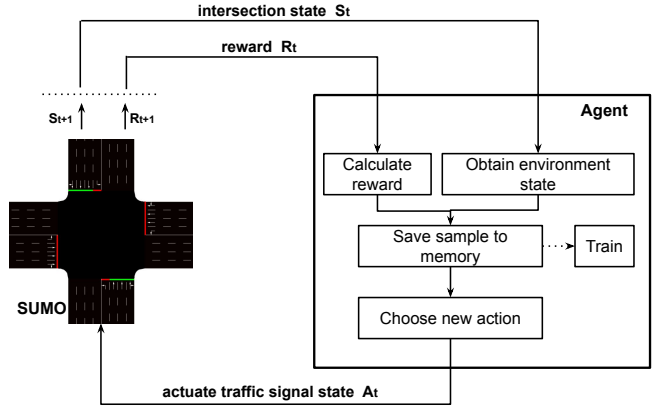 intersection state St
reward Rt
St+1
Rt+1
Agent
Calculate
reward
Obtain environment
state
Save sample to
memory
Train
Choose new action
SUMO
actuate traffic signal state At